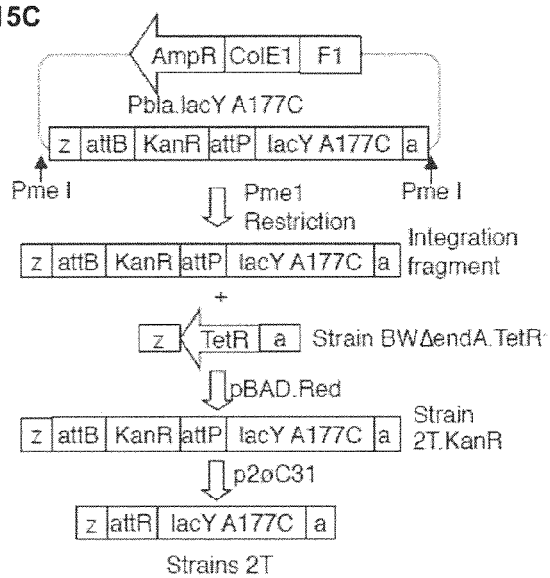 15C
AmpR ColE1 F1
Pbla.lacY A177C
z attB KanR attP lacY A177C a
Pme I Pme I
Pme1
Restriction
z attB KanR attP lacY A177C a
Integration
fragment
+
z TetR a Strain BWΔendA.TetR
pBAD.Red
z attB KanR attP lacY A177C a
Strain
2T.KanR
p2øC31
z attR lacY A177C a
Strains 2T